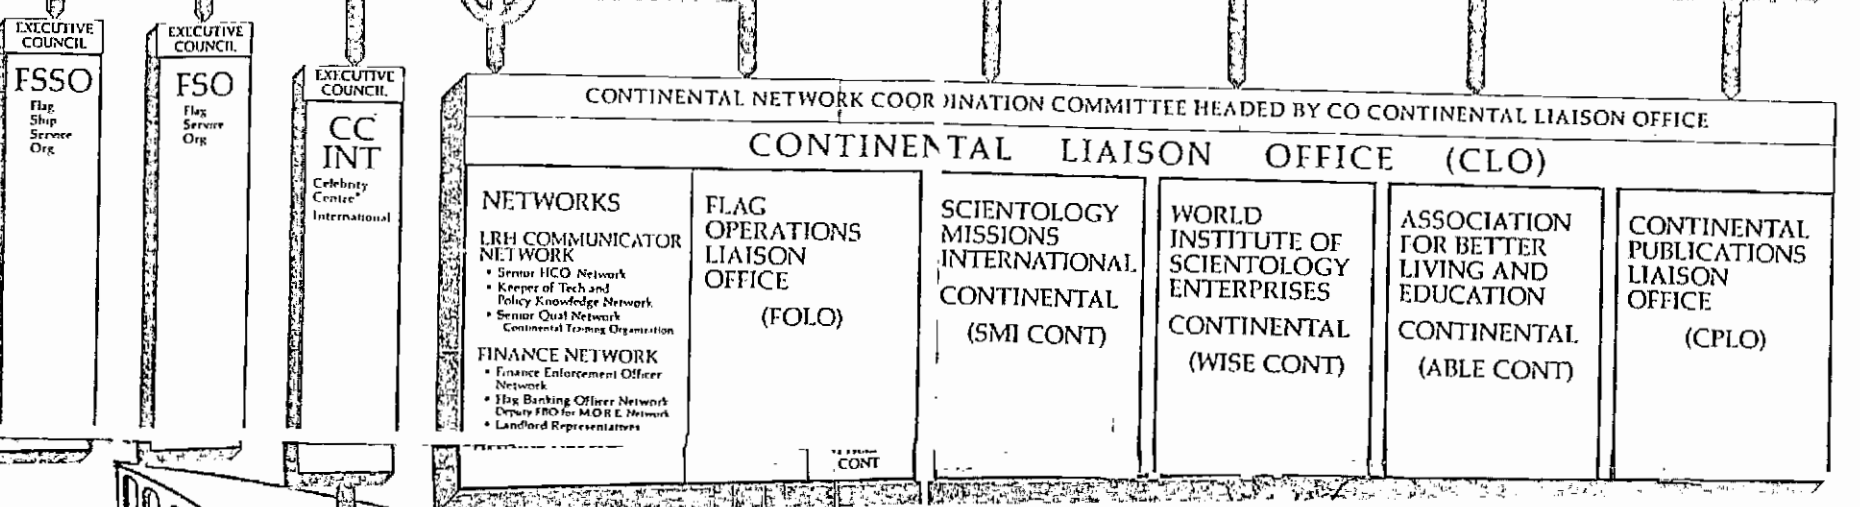 EXECUTIVE
COUNCIL
FSSO
Flag
Ship
Service
Org
EXECUTIVE
COUNCIL
FSO
Flag
Service
Org
EXECUTIVE
COUNCIL
CC
INT
Celebrity
Centre
International
CONTINENTAL NETWORK COORDINATION COMMITTEE HEADED BY CO CONTINENTAL LIAISON OFFICE
CONTINENTAL LIAISON OFFICE (CLO)
NETWORKS
LRH COMMUNICATOR
NETWORK
• Senior HCO Network
• Keeper of Tech and
Policy Knowledge Network
• Senior Qual Network
Continental Training Organization
FINANCE NETWORK
• Finance Enforcement Officer
Network
• Flag Banking Officer Network
Deputy FBO for M.O.R.E. Network
• Landlord Representatives
FLAG
OPERATIONS
LIAISON
OFFICE
(FOLO)
CONT
SCIENTOLOGY
MISSIONS
INTERNATIONAL
CONTINENTAL
(SMI CONT)
WORLD
INSTITUTE OF
SCIENTOLOGY
ENTERPRISES
CONTINENTAL
(WISE CONT)
ASSOCIATION
FOR BETTER
LIVING AND
EDUCATION
CONTINENTAL
(ABLE CONT)
CONTINENTAL
PUBLICATIONS
LIAISON
OFFICE
(CPLO)